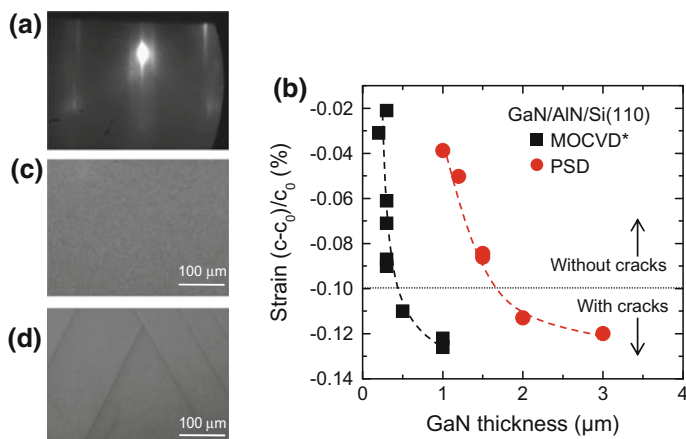 (a)
(b)
-0.02
-0.04
-0.06
-0.08
-0.10
-0.12
-0.14
Strain (c-c₀)/c₀ (%)
GaN/AlN/Si(110)
MOCVD*
PSD
Without cracks
With cracks
0
1
2
3
4
GaN thickness (μm)
(c)
100 μm
(d)
100 μm